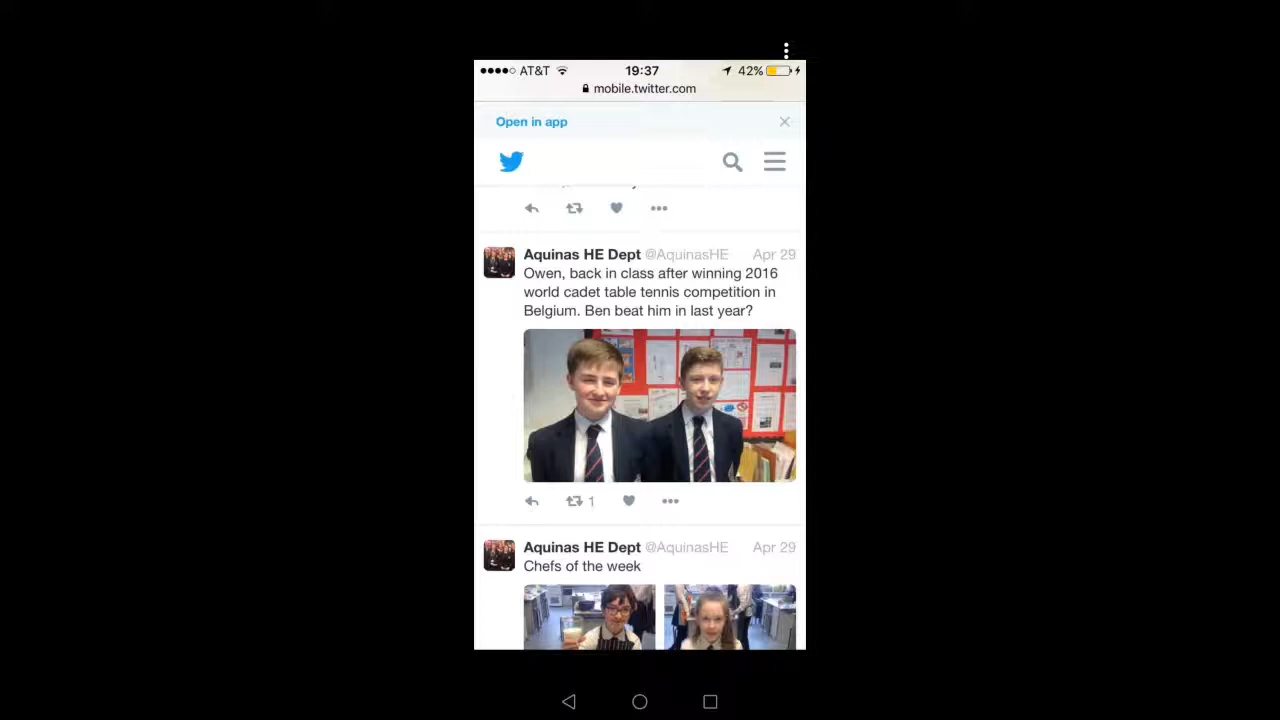 AT&T 19:37 42%
mobile.twitter.com
Open in app
Aquinas HE Dept @AquinasHE Apr 29
Owen, back in class after winning 2016
world cadet table tennis competition in
Belgium. Ben beat him in last year?
1
Aquinas HE Dept @AquinasHE Apr 29
Chefs of the week